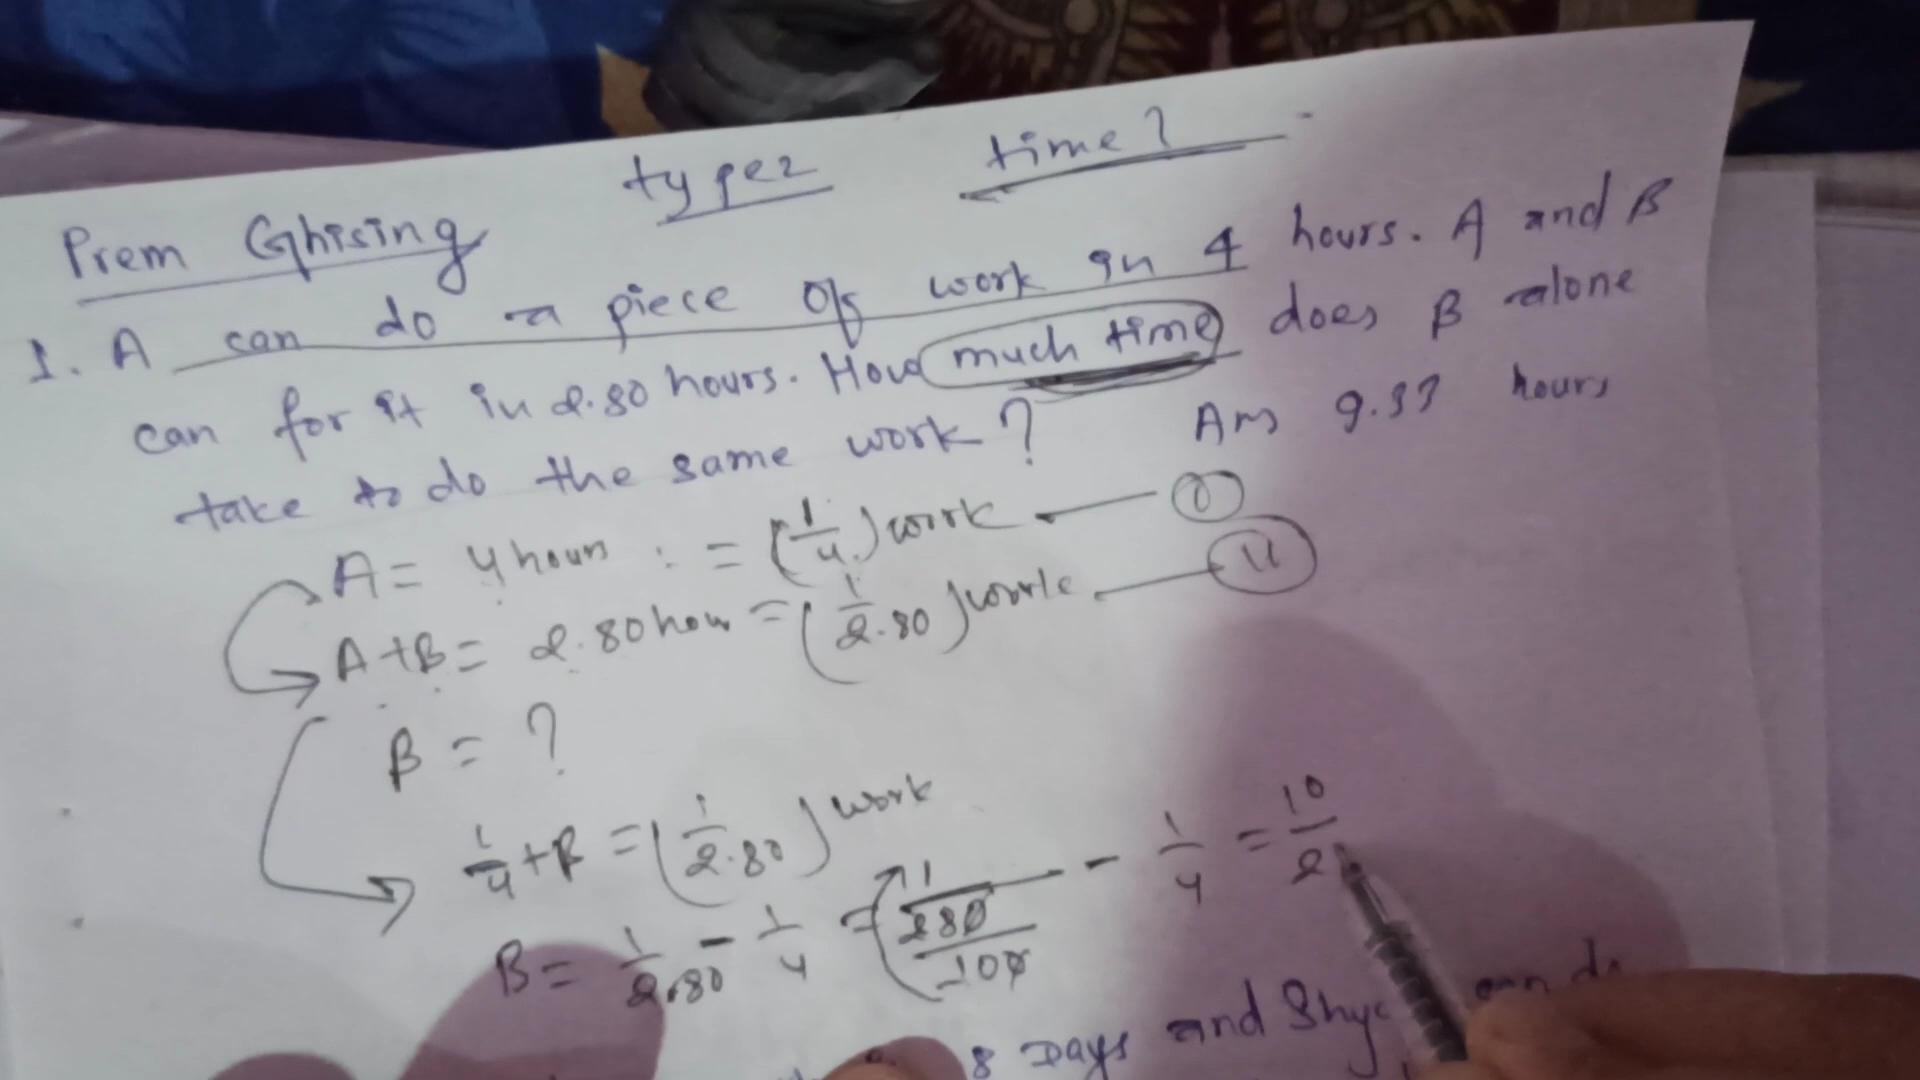 type2 time?
Prem Ghising
1. A can do a piece of work in 4 hours. A and B
can for it in 2.80 hours. How much time does B alone
take to do the same work? Ans 9.33 hours
A = 4 hours : = (1/4) work — (I)
A+B = 2.80 hour = (1/2.80) work — (II)
B = ?
1/4 + B = (1/2.80) work
B = 1/2.80 - 1/4 = (1/280/100 - 1/4 = 10/2
8 Days and can do